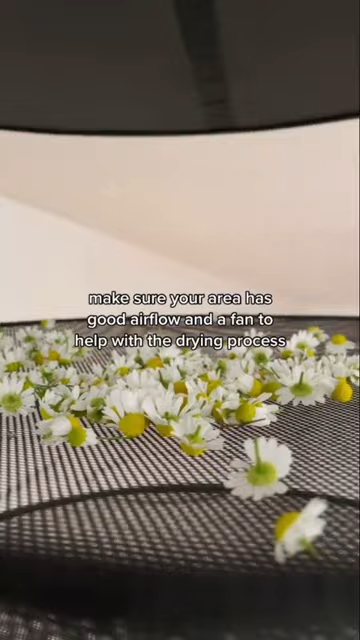 make sure your area has
good airflow and a fan to
help with the drying process